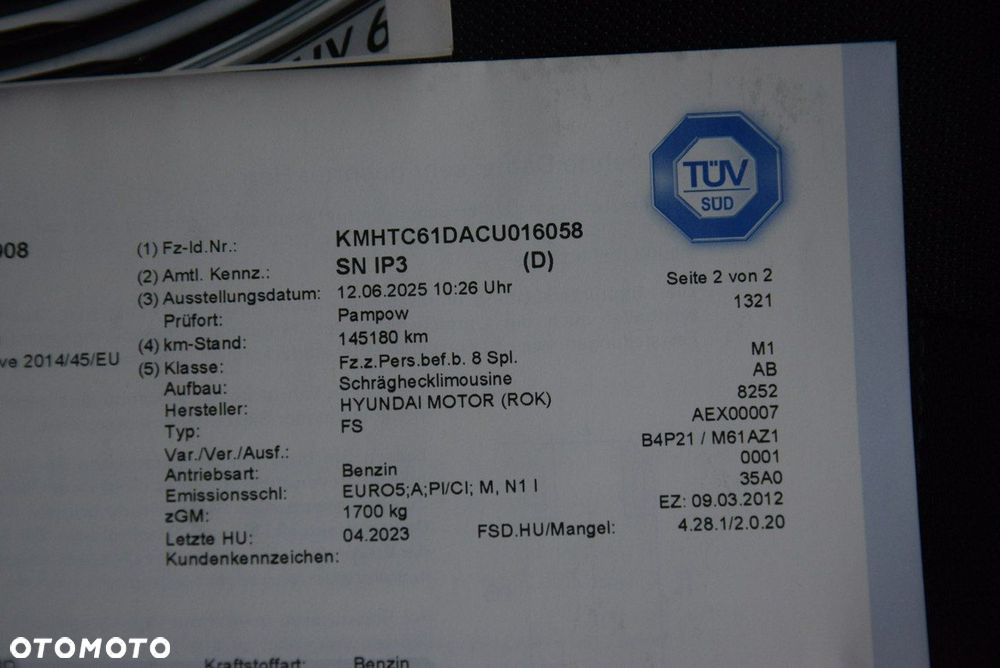 UV 6
TÜV
SÜD
008
(1) Fz-Id.Nr.: KMHTC61DACU016058
(2) Amtl. Kennz.: SN IP3 (D)
(3) Ausstellungsdatum: 12.06.2025 10:26 Uhr Seite 2 von 2
Prüfort: Pampow 1321
(4) km-Stand: 145180 km
ve 2014/45/EU
(5) Klasse: Fz.z.Pers.bef.b. 8 Spl. M1
Aufbau: Schräghecklimousine AB
Hersteller: HYUNDAI MOTOR (ROK) 8252
Typ: FS AEX00007
Var./Ver./Ausf.: B4P21 / M61AZ1
Antriebsart: Benzin 0001
Emissionsschl: EURO5;A;PI/CI; M, N1 I 35A0
zGM: 1700 kg EZ: 09.03.2012
Letzte HU: 04.2023 FSD.HU/Mangel: 4.28.1/2.0.20
Kundenkennzeichen:
Kraftstoffart: Benzin
OTOMOTO